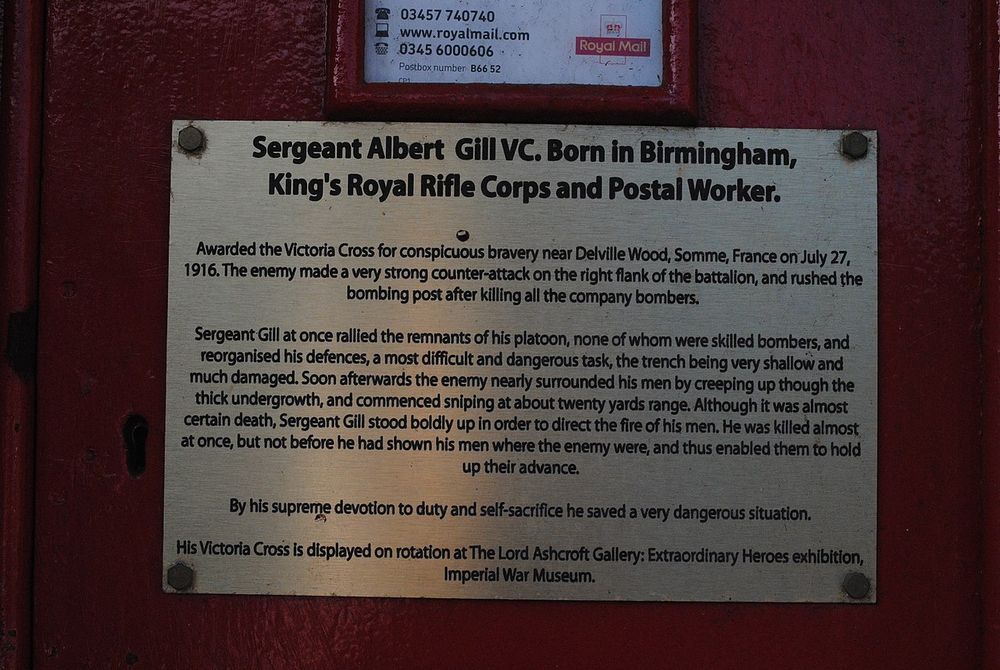 03457 740740
www.royalmail.com
0345 6000606
Royal Mail
Postbox number B66 52
CP1
Sergeant Albert Gill VC. Born in Birmingham,
King's Royal Rifle Corps and Postal Worker.
Awarded the Victoria Cross for conspicuous bravery near Delville Wood, Somme, France on July 27,
1916. The enemy made a very strong counter-attack on the right flank of the battalion, and rushed the
bombing post after killing all the company bombers.
Sergeant Gill at once rallied the remnants of his platoon, none of whom were skilled bombers, and
reorganised his defences, a most difficult and dangerous task, the trench being very shallow and
much damaged. Soon afterwards the enemy nearly surrounded his men by creeping up though the
thick undergrowth, and commenced sniping at about twenty yards range. Although it was almost
certain death, Sergeant Gill stood boldly up in order to direct the fire of his men. He was killed almost
at once, but not before he had shown his men where the enemy were, and thus enabled them to hold
up their advance.
By his supreme devotion to duty and self-sacrifice he saved a very dangerous situation.
His Victoria Cross is displayed on rotation at The Lord Ashcroft Gallery: Extraordinary Heroes exhibition,
Imperial War Museum.